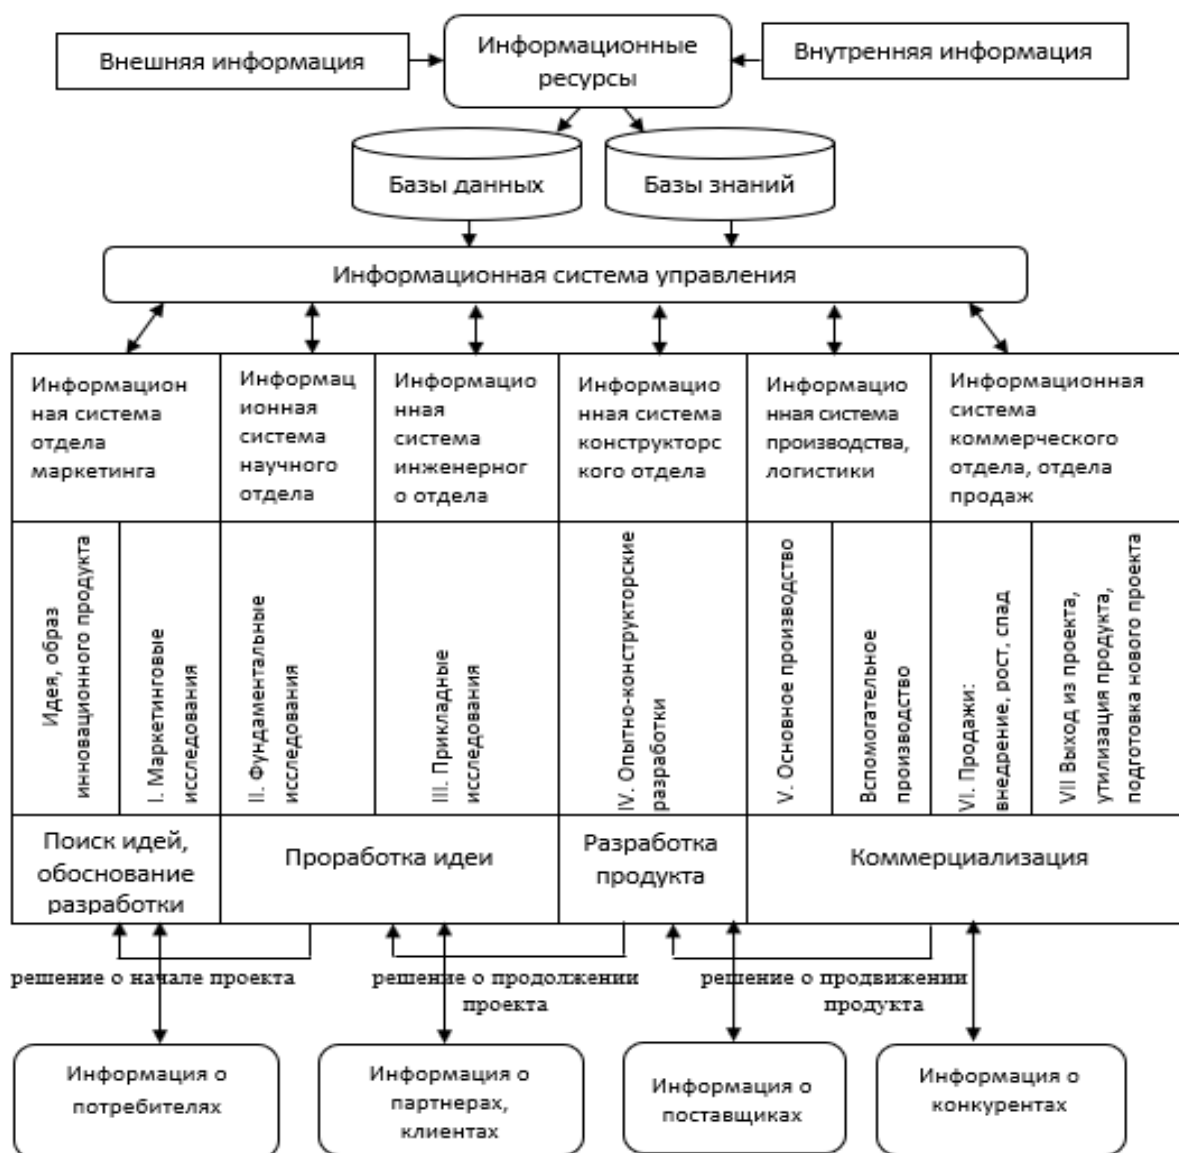 Внешняя информация
Информационные
ресурсы
Внутренняя информация
Базы данных
Базы знаний
Информационная система управления
Информацион
ная система
отдела
маркетинга
Информац
ионная
система
научного
отдела
Информацио
нная
система
инженерног
о отдела
Информацио
нная система
конструкторс
кого отдела
Информацио
нная система
производства,
логистики
Информационная
система
коммерческого
отдела, отдела
продаж
Идея, образ
инновационного продукта
I. Маркетинговые
исследования
II. Фундаментальные
исследования
III. Прикладные
исследования
IV. Опытно-конструкторские
разработки
V. Основное производство
Вспомогательное
производство
VI. Продажи:
внедрение, рост, спад
VII Выход из проекта,
утилизация продукта,
подготовка нового проекта
Поиск идей,
обоснование
разработки
Проработка идеи
Разработка
продукта
Коммерциализация
решение о начале проекта
решение о продолжении
проекта
решение о продвижении
продукта
Информация о
потребителях
Информация о
партнерах,
клиентах
Информация о
поставщиках
Информация о
конкурентах